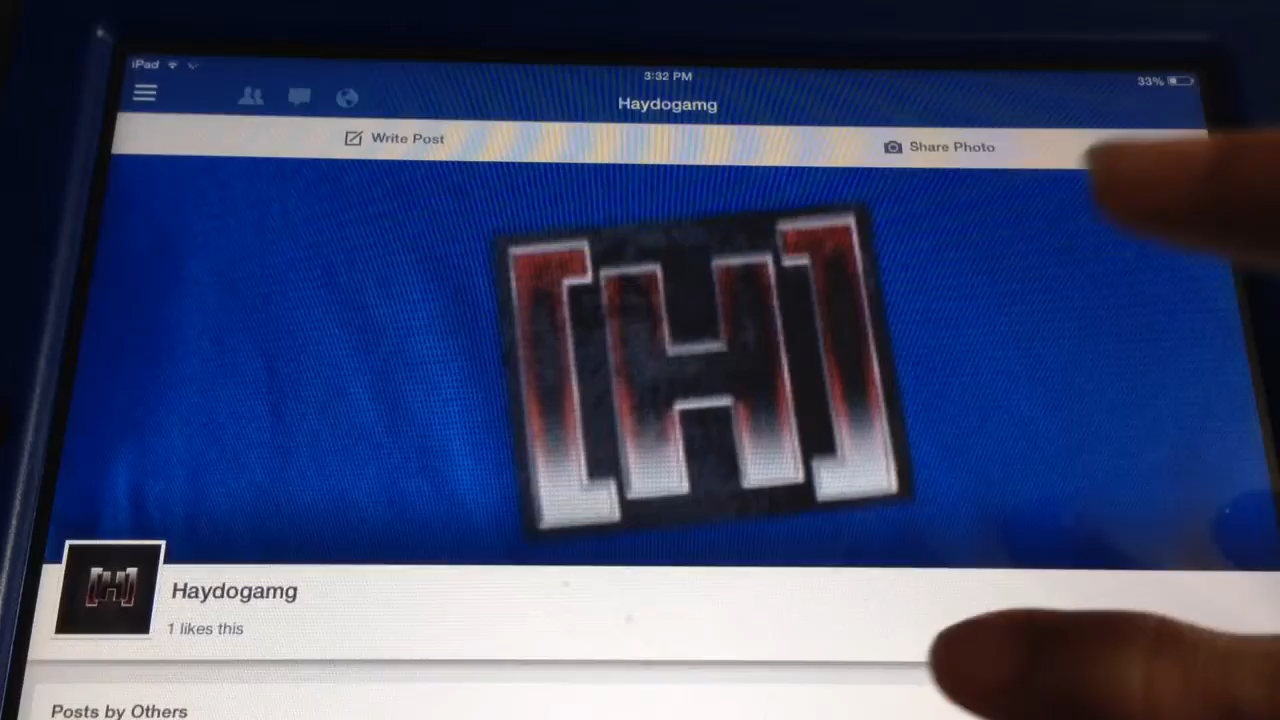 iPad
3:32 PM
33%
Haydogamg
Write Post
Share Photo
[H]
[H]
Haydogamg
1 likes this
Posts by Others